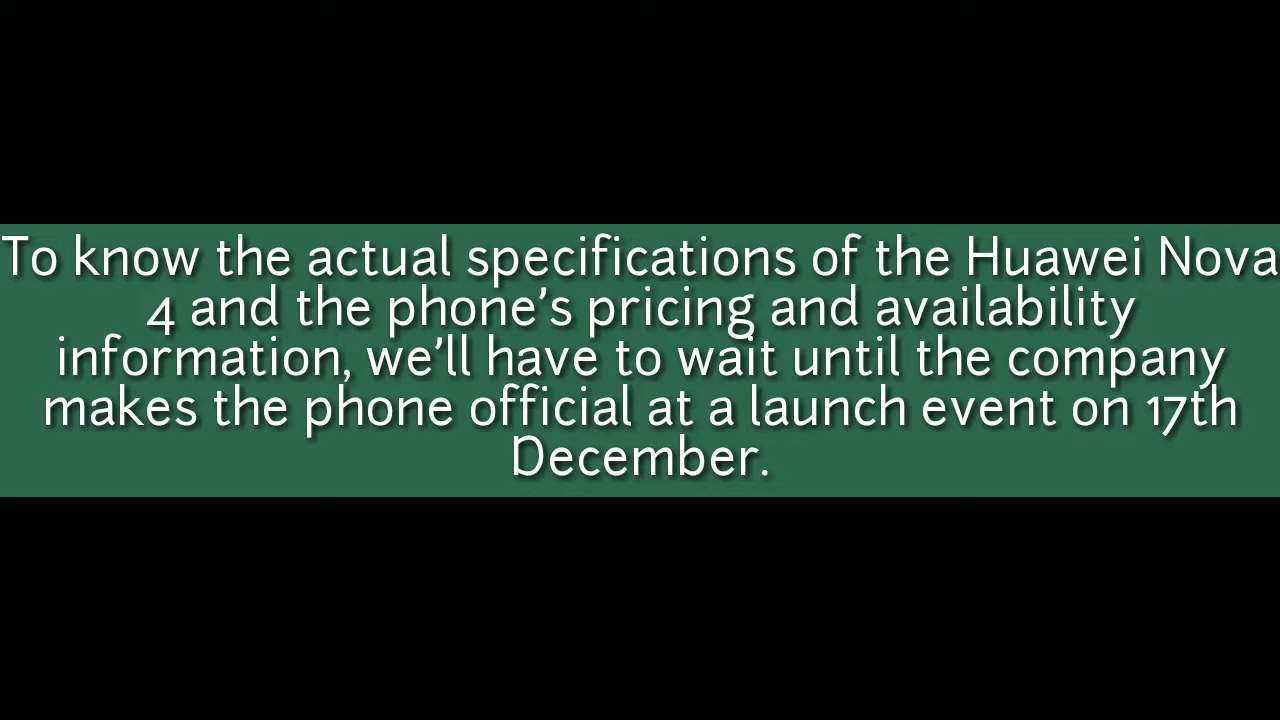 To know the actual specifications of the Huawei Nova
4 and the phone’s pricing and availability
information, we’ll have to wait until the company
makes the phone official at a launch event on 17th
December.